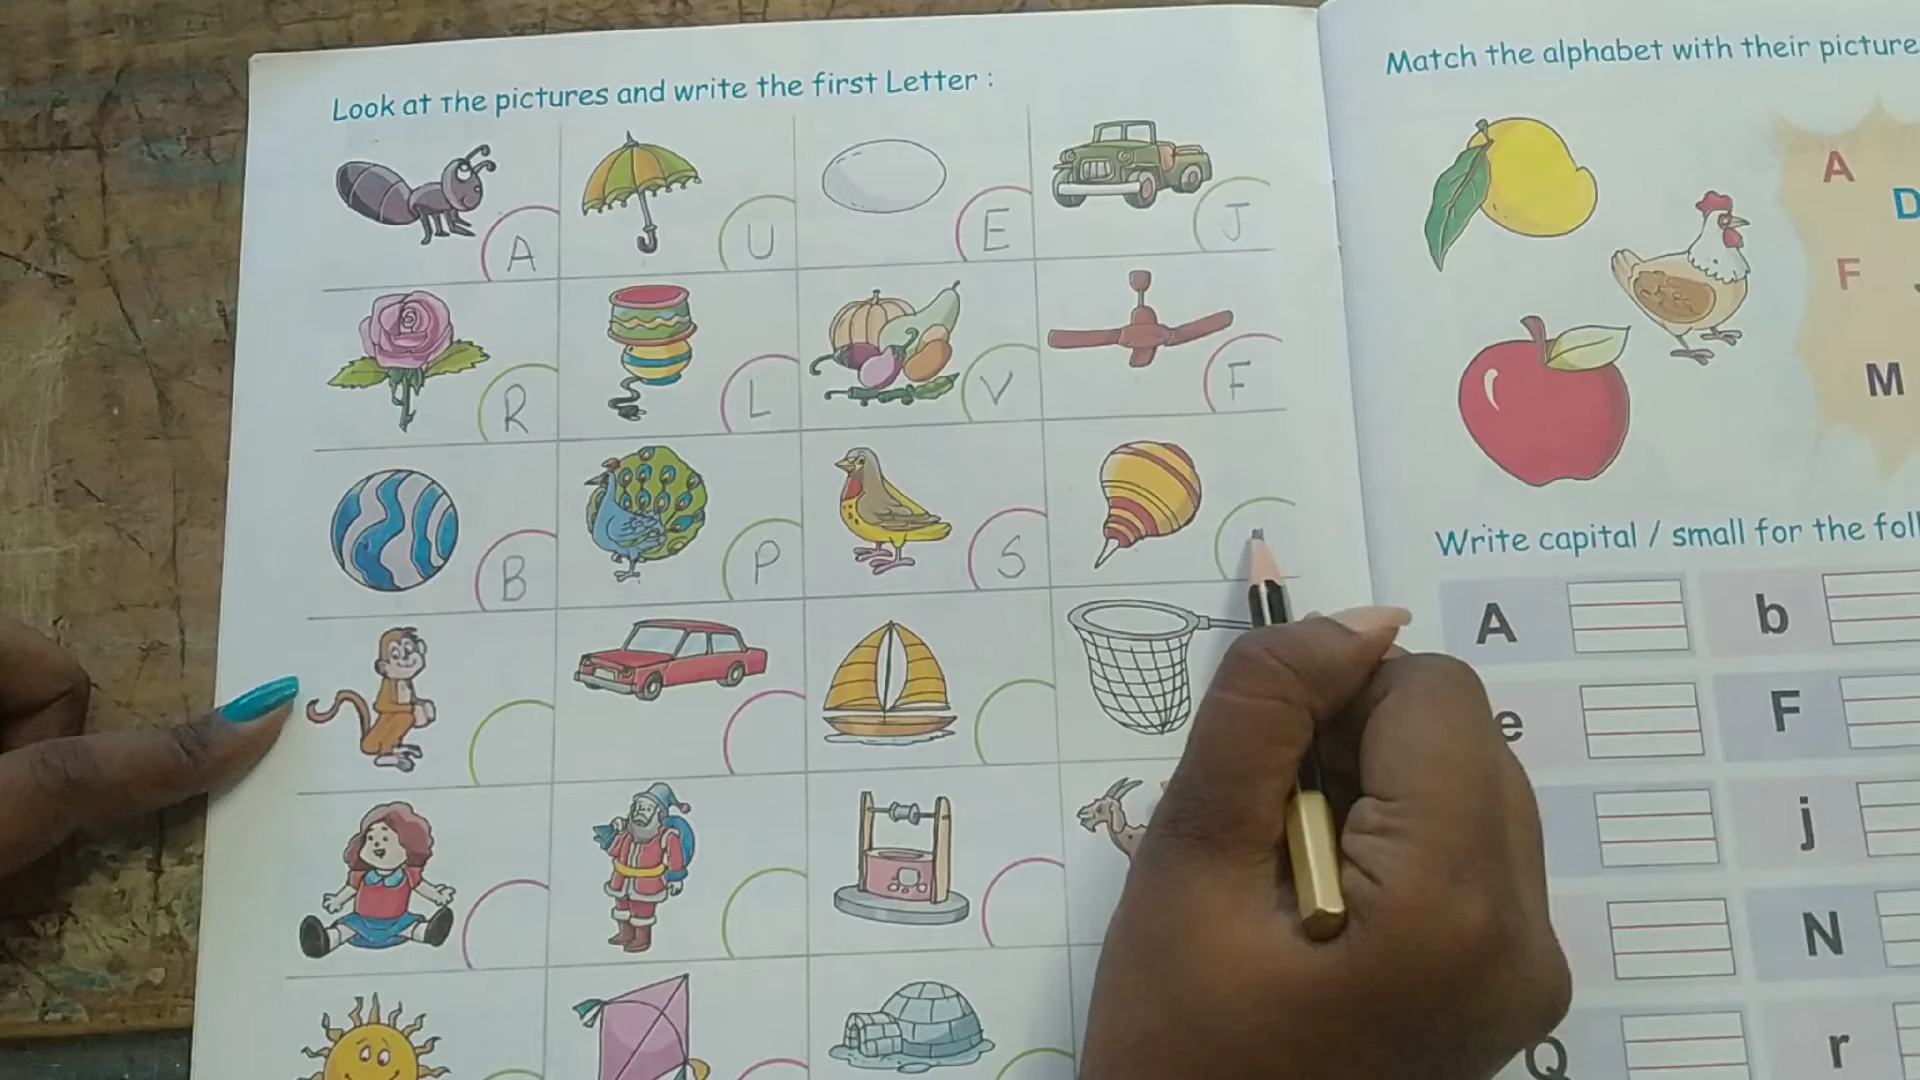 Look at The pictures and write the first Letter :
A U E J
R L V F
B P S
Match the alphabet with their picture
A
D
F
M
Write capital / small for the foll
A b
e F
j
N
Q r